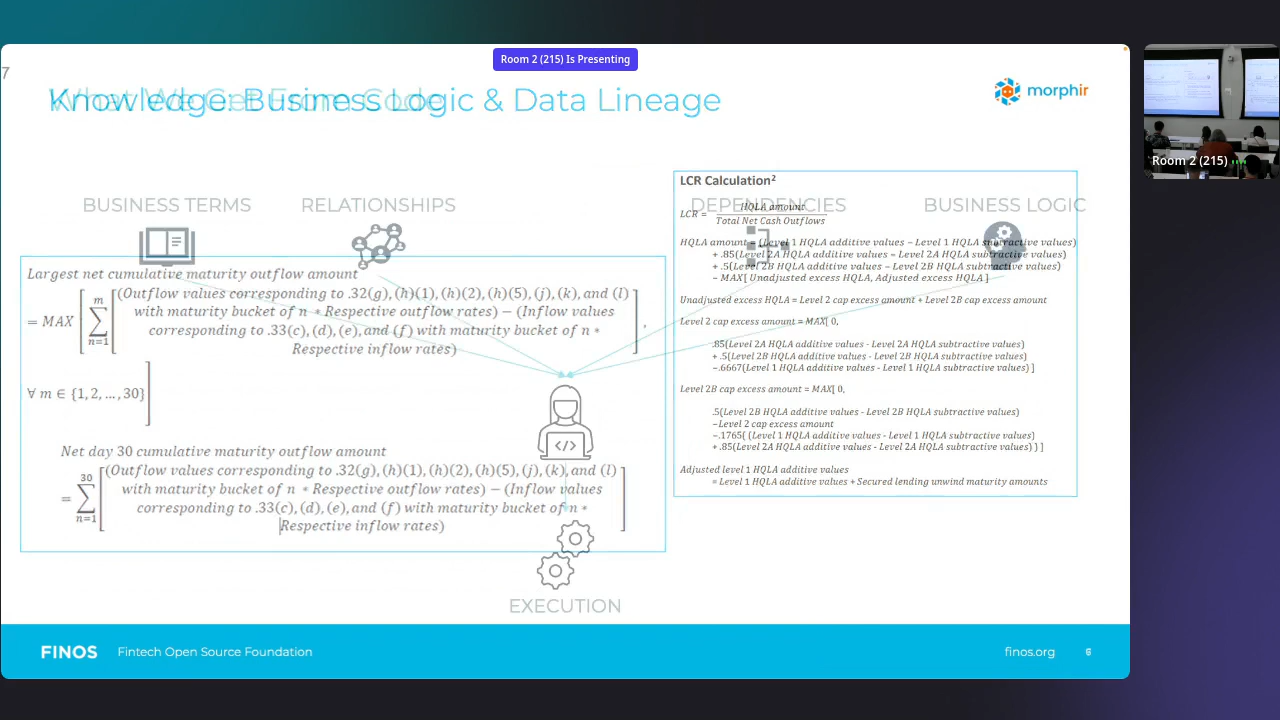 Room 2 (215) Is Presenting
7
What We Get From Code
Knowledge: Business Logic & Data Lineage
morphir
Room 2 (215)
BUSINESS TERMS
RELATIONSHIPS
DEPENDENCIES
BUSINESS LOGIC
Largest net cumulative maturity outflow amount
= MAX [ m ∑ n=1 [ (Outflow values corresponding to .32(g), (h)(1), (h)(2), (h)(5), (j), (k), and (l)
with maturity bucket of n ∗ Respective outflow rates) − (Inflow values
corresponding to .33(c), (d), (e), and (f) with maturity bucket of n ∗
Respective inflow rates) ] ,
∀ m ∈ {1, 2, … , 30} ]
Net day 30 cumulative maturity outflow amount
= 30 ∑ n=1 [ (Outflow values corresponding to .32(g), (h)(1), (h)(2), (h)(5), (j), (k), and (l)
with maturity bucket of n ∗ Respective outflow rates) − (Inflow values
corresponding to .33(c), (d), (e), and (f) with maturity bucket of n ∗
Respective inflow rates) ]
LCR Calculation²
LCR = HQLA amount
Total Net Cash Outflows
HQLA amount = (Level 1 HQLA additive values − Level 1 HQLA subtractive values)
+ .85(Level 2A HQLA additive values − Level 2A HQLA subtractive values)
+ .5(Level 2B HQLA additive values − Level 2B HQLA subtractive values)
− MAX[ Unadjusted excess HQLA, Adjusted excess HQLA ]
Unadjusted excess HQLA = Level 2 cap excess amount + Level 2B cap excess amount
Level 2 cap excess amount = MAX[ 0,
.85(Level 2A HQLA additive values - Level 2A HQLA subtractive values)
+ .5(Level 2B HQLA additive values - Level 2B HQLA subtractive values)
−.6667(Level 1 HQLA additive values - Level 1 HQLA subtractive values) ]
Level 2B cap excess amount = MAX[ 0,
.5(Level 2B HQLA additive values - Level 2B HQLA subtractive values)
−Level 2 cap excess amount
−.1765[ (Level 1 HQLA additive values - Level 1 HQLA subtractive values)
+ .85(Level 2A HQLA additive values - Level 2A HQLA subtractive values) ] ]
Adjusted level 1 HQLA additive values
= Level 1 HQLA additive values + Secured lending unwind maturity amounts
</>
EXECUTION
FINOS
Fintech Open Source Foundation
finos.org